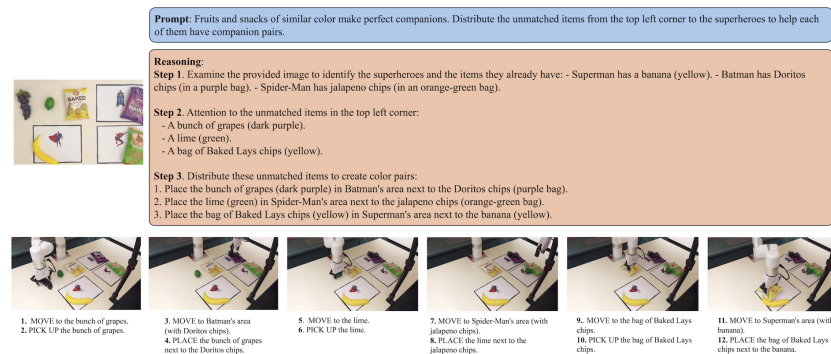 Prompt: Fruits and snacks of similar color make perfect companions. Distribute the unmatched items from the top left corner to the superheroes to help each
of them have companion pairs.
Reasoning:
Step 1. Examine the provided image to identify the superheroes and the items they already have: - Superman has a banana (yellow). - Batman has Doritos
chips (in a purple bag). - Spider-Man has jalapeno chips (in an orange-green bag).
Step 2. Attention to the unmatched items in the top left corner:
- A bunch of grapes (dark purple).
- A lime (green).
- A bag of Baked Lays chips (yellow).
Step 3. Distribute these unmatched items to create color pairs:
1. Place the bunch of grapes (dark purple) in Batman's area next to the Doritos chips (purple bag).
2. Place the lime (green) in Spider-Man's area next to the jalapeno chips (orange-green bag).
3. Place the bag of Baked Lays chips (yellow) in Superman's area next to the banana (yellow).
BAKED
1. MOVE to the bunch of grapes.
2. PICK UP the bunch of grapes.
3. MOVE to Batman's area
(with Doritos chips).
4. PLACE the bunch of grapes
next to the Doritos chips.
5. MOVE to the lime.
6. PICK UP the lime.
7. MOVE to Spider-Man's area (with
jalapeno chips).
8. PLACE the lime next to the
jalapeno chips.
9.. MOVE to the bag of Baked Lays
chips.
10. PICK UP the bag of Baked Lays
chips.
11. MOVE to Superman's area (with
banana).
12. PLACE the bag of Baked Lays
chips next to the banana.